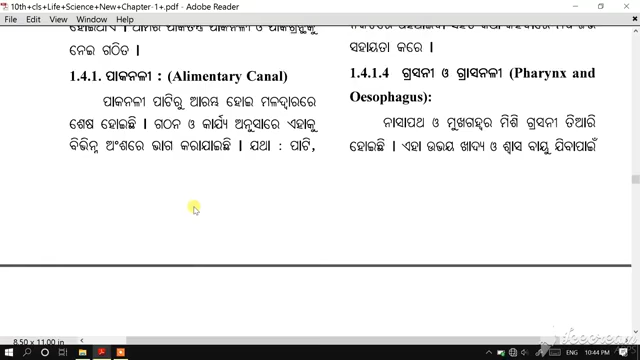 10th+cls+Life+Science+New+Chapter-1+.pdf - Adobe Reader
File Edit View Window Help
ନେଇ ଗଠିତ ।
1.4.1. ପାକନଳୀ : (Alimentary Canal)
ପାକନଳୀ ପାଟିରୁ ଆରମ୍ଭ ହୋଇ ମଳଦ୍ୱାରରେ
ଶେଷ ହୋଇଛି । ଗଠନ ଓ କାର୍ଯ୍ୟ ଅନୁସାରେ ଏହାକୁ
ବିଭିନ୍ନ ଅଂଶରେ ଭାଗ କରାଯାଇଛି । ଯଥା : ପାଟି,
ସହାୟତା କରେ ।
1.4.1.4 ଗ୍ରସନୀ ଓ ଗ୍ରାସନଳୀ (Pharynx and
Oesophagus):
ନାସାପଥ ଓ ମୁଖଗହ୍ୱର ମିଶି ଗ୍ରସନୀ ତିଆରି
ହୋଇଛି । ଏହା ଉଭୟ ଖାଦ୍ୟ ଓ ଶ୍ୱାସ ବାୟୁ ଯିବାପାଇଁ
8.50 x 11.00 in
ENG 10:44 PM